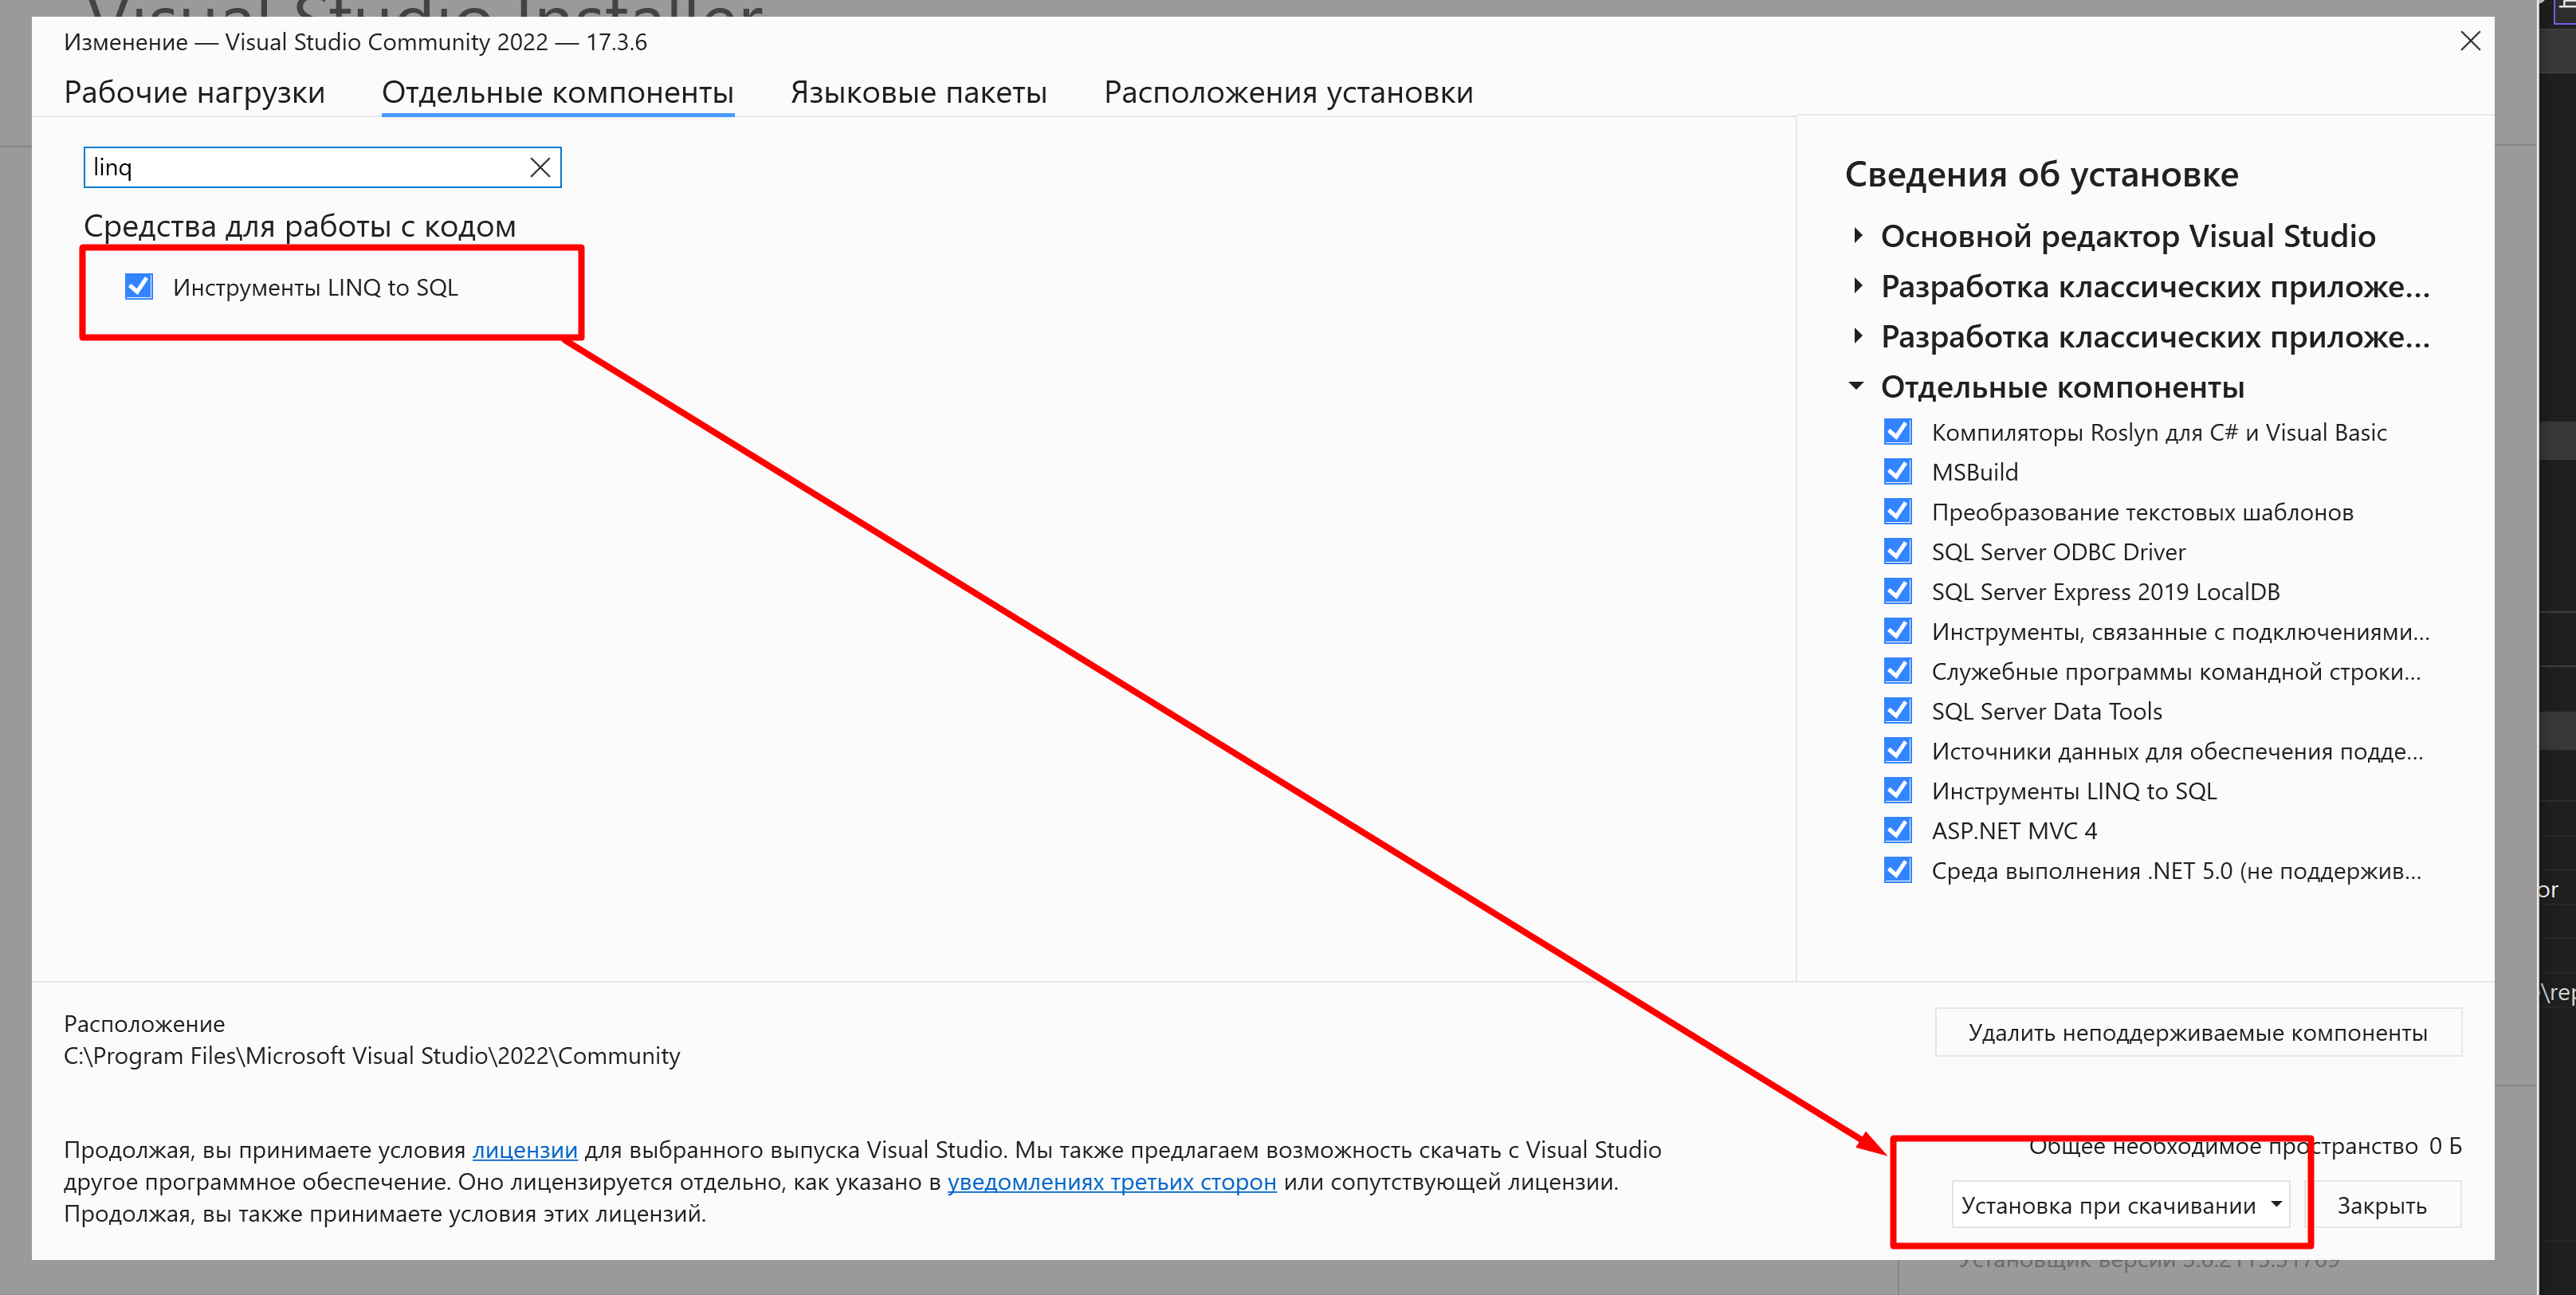 Visual Studio Installer
Изменение — Visual Studio Community 2022 — 17.3.6
Рабочие нагрузки
Отдельные компоненты
Языковые пакеты
Расположения установки
linq
Средства для работы с кодом
Инструменты LINQ to SQL
Сведения об установке
Основной редактор Visual Studio
Разработка классических приложе...
Разработка классических приложе...
Отдельные компоненты
Компиляторы Roslyn для C# и Visual Basic
MSBuild
Преобразование текстовых шаблонов
SQL Server ODBC Driver
SQL Server Express 2019 LocalDB
Инструменты, связанные с подключениями...
Служебные программы командной строки...
SQL Server Data Tools
Источники данных для обеспечения подде...
Инструменты LINQ to SQL
ASP.NET MVC 4
Среда выполнения .NET 5.0 (не поддержив...
or
\rep
Расположение
C:\Program Files\Microsoft Visual Studio\2022\Community
Удалить неподдерживаемые компоненты
Продолжая, вы принимаете условия лицензии для выбранного выпуска Visual Studio. Мы также предлагаем возможность скачать с Visual Studio
другое программное обеспечение. Оно лицензируется отдельно, как указано в уведомлениях третьих сторон или сопутствующей лицензии.
Продолжая, вы также принимаете условия этих лицензий.
Общее необходимое пространство 0 Б
Установка при скачивании
Закрыть
Установщик версии